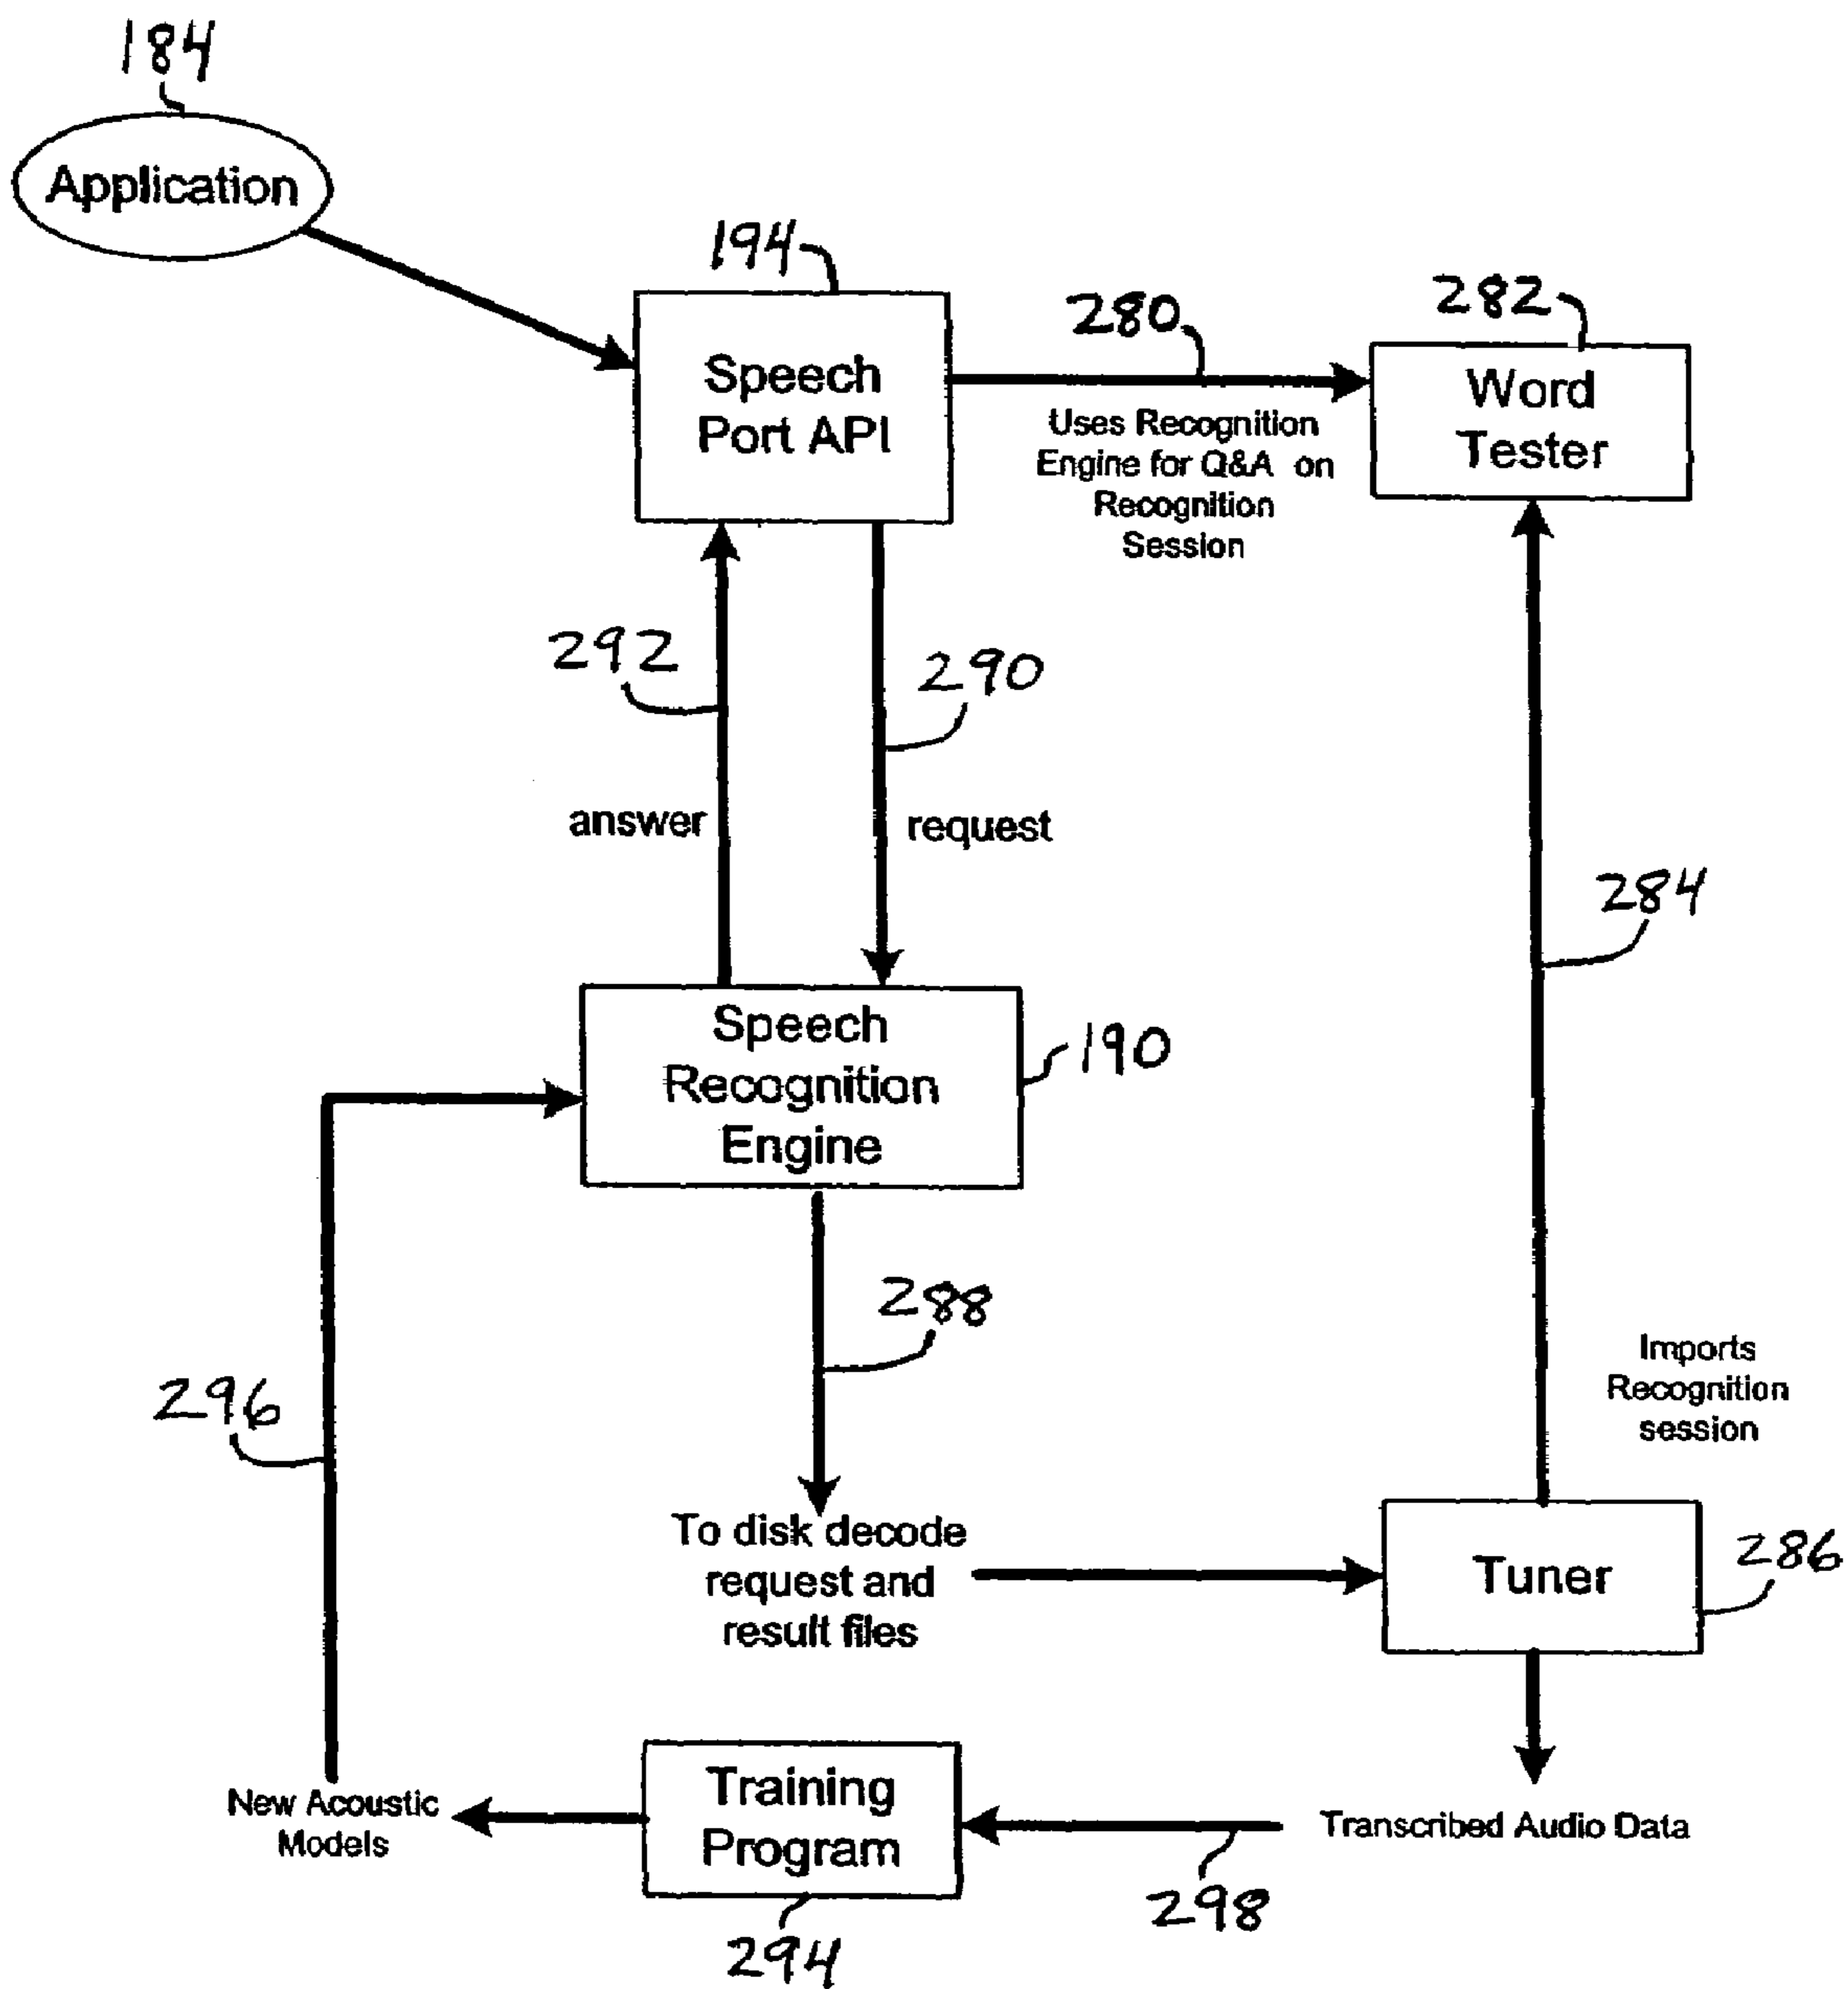 184
Application
194
Speech
Port API
280
Uses Recognition
Engine for Q&A on
Recognition
Session
282
Word
Tester
292
290
answer
request
284
Speech
Recognition
Engine
190
288
296
Imports
Recognition
session
To disk decode
request and
result files
Tuner
286
New Acoustic
Models
Training
Program
294
298
Transcribed Audio Data